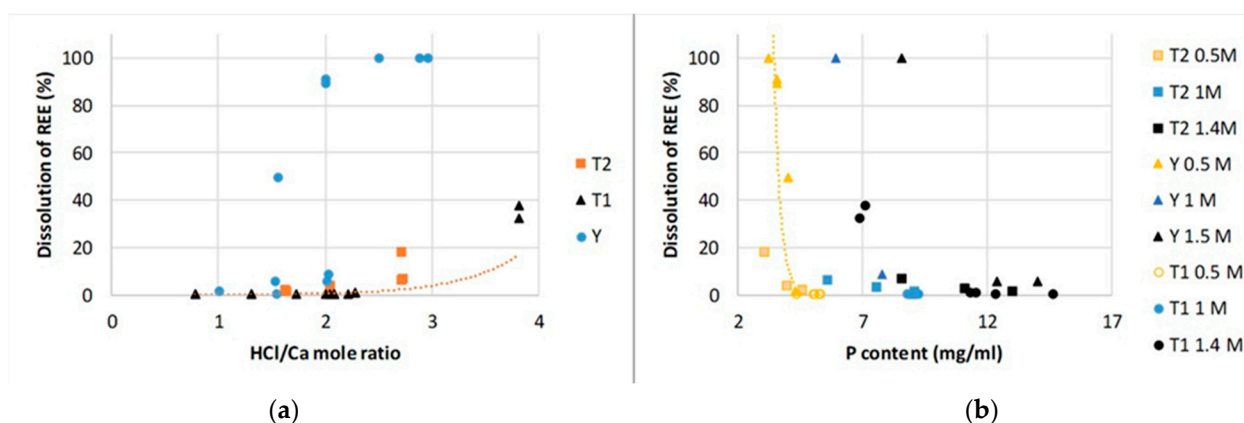 Dissolution of REE (%)
100
80
60
40
20
0
0 1 2 3 4
HCl/Ca mole ratio
T2
T1
Y
(a)
Dissolution of REE (%)
100
80
60
40
20
0
2 7 12 17
P content (mg/ml)
T2 0.5M
T2 1M
T2 1.4M
Y 0.5 M
Y 1 M
Y 1.5 M
T1 0.5 M
T1 1 M
T1 1.4 M
(b)